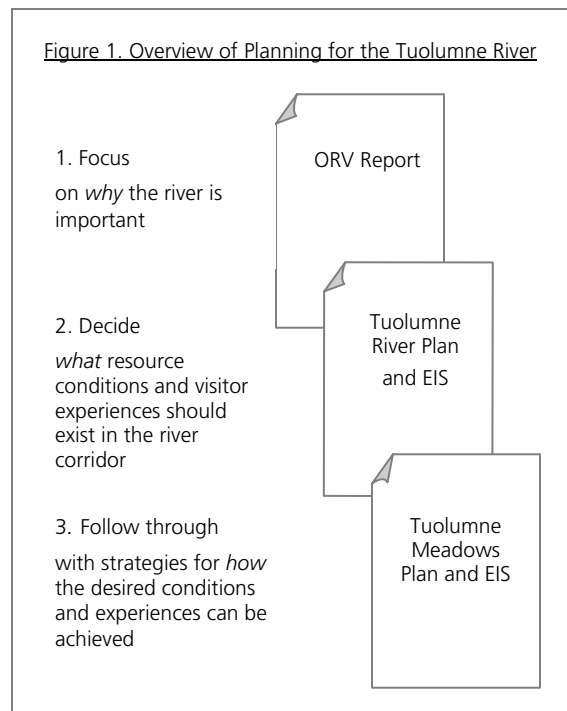 Figure 1. Overview of Planning for the Tuolumne River
1. Focus
on why the river is
important
ORV Report
2. Decide
what resource
conditions and visitor
experiences should
exist in the river
corridor
Tuolumne
River Plan
and EIS
3. Follow through
with strategies for how
the desired conditions
and experiences can be
achieved
Tuolumne
Meadows
Plan and EIS